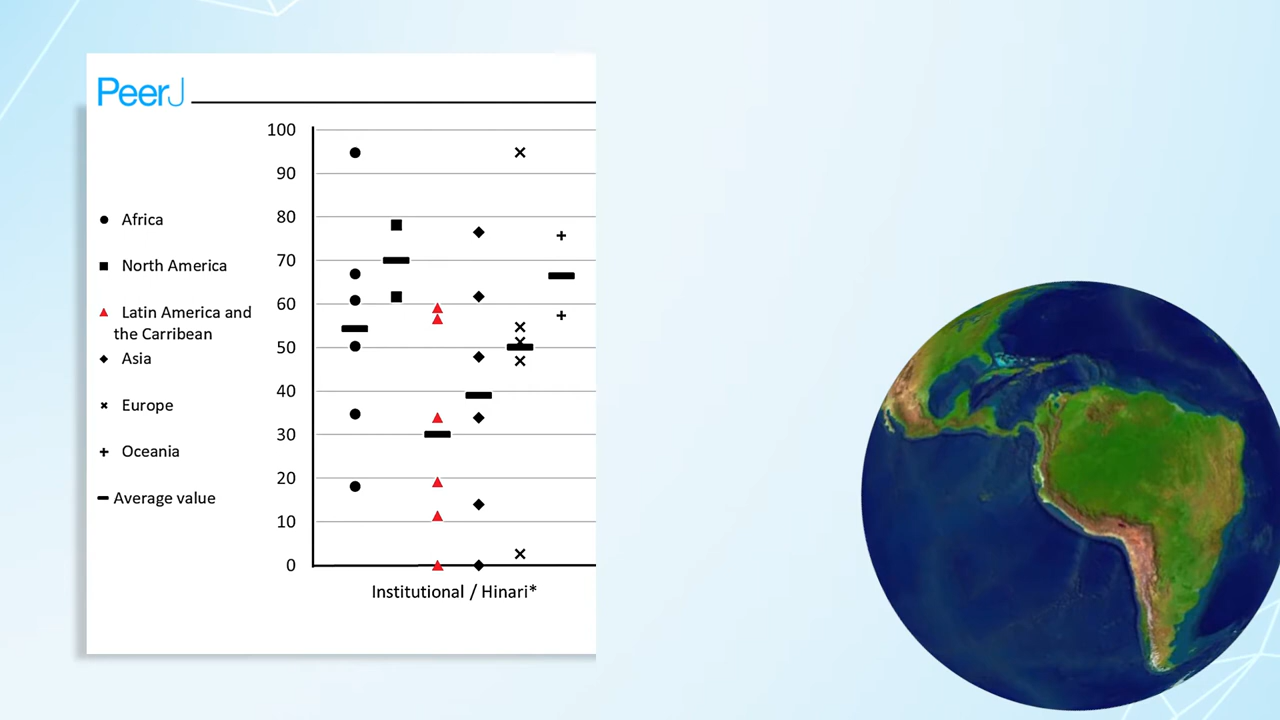 PeerJ
100
90
80
70
60
50
40
30
20
10
0
Africa
North America
Latin America and
the Carribean
Asia
Europe
Oceania
Average value
Institutional / Hinari*